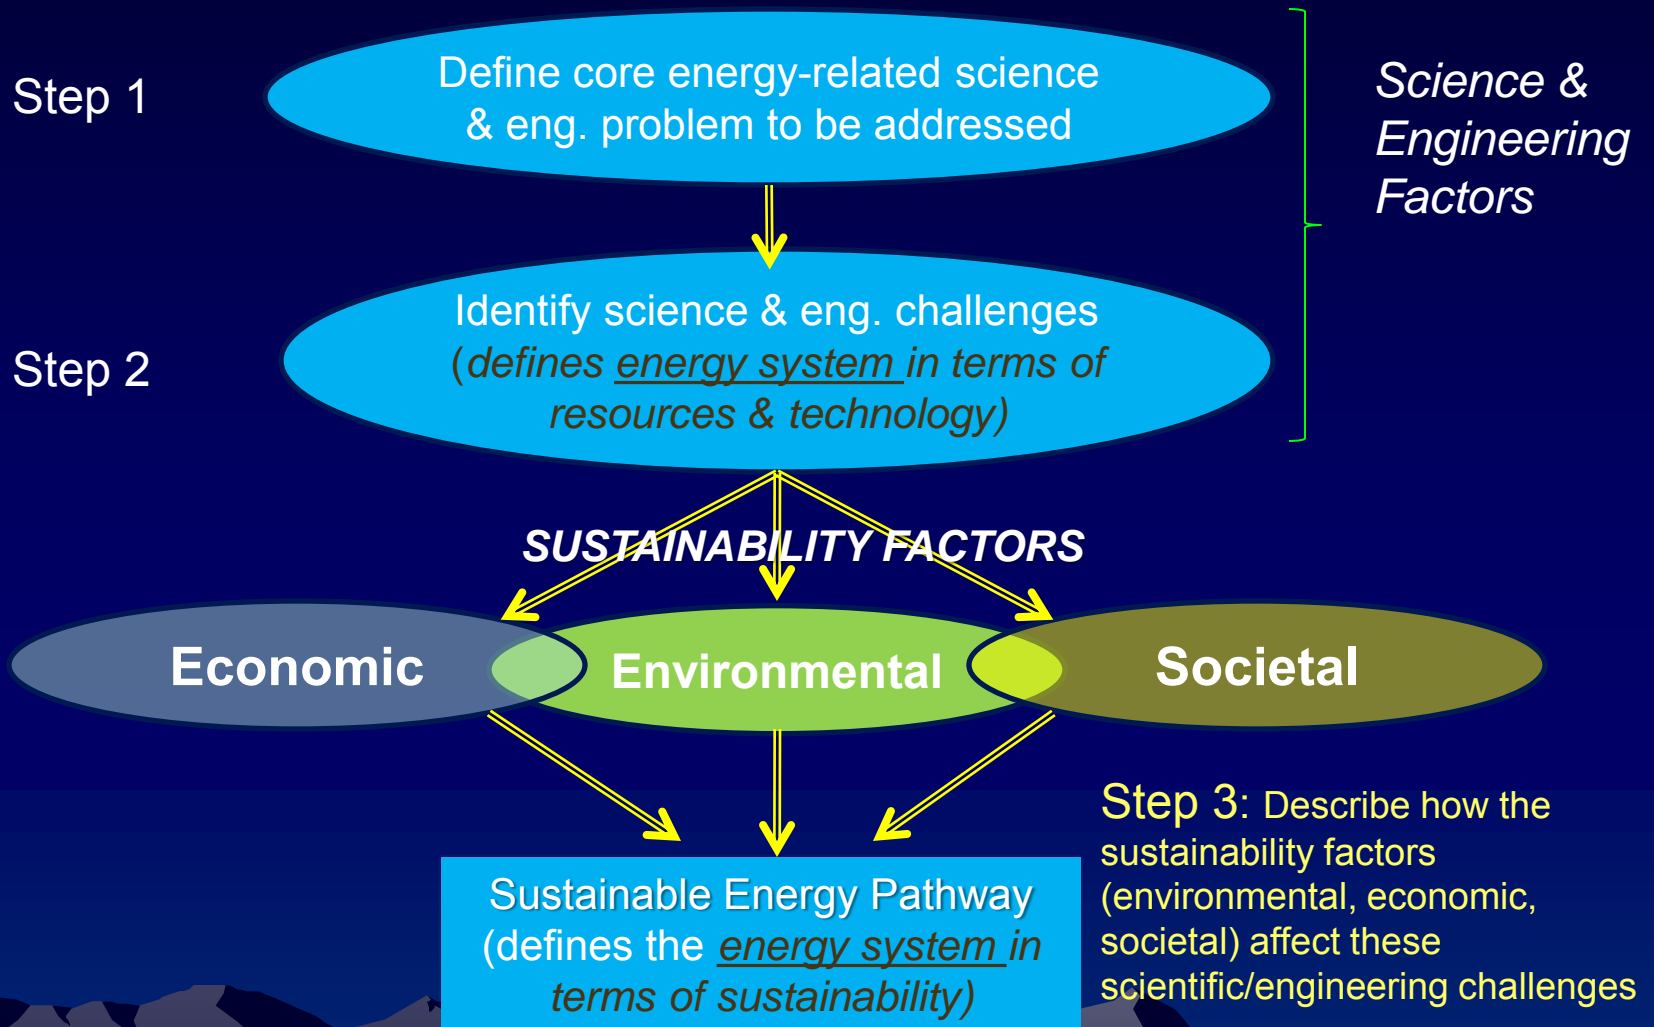 Step 1
Define core energy-related science
& eng. problem to be addressed
Science &
Engineering
Factors
Step 2
Identify science & eng. challenges
(defines energy system in terms of
resources & technology)
SUSTAINABILITY FACTORS
Economic
Environmental
Societal
Sustainable Energy Pathway
(defines the energy system in
terms of sustainability)
Step 3: Describe how the
sustainability factors
(environmental, economic,
societal) affect these
scientific/engineering challenges